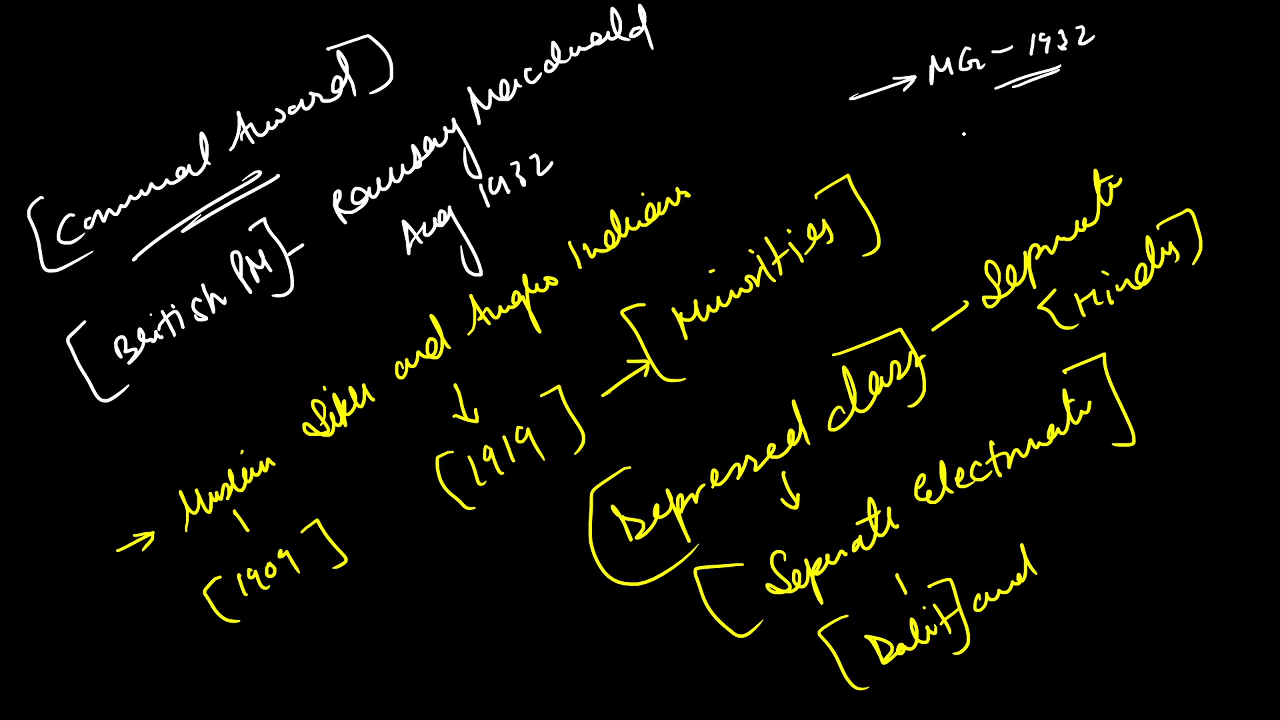 [Communal Award]
→ MG - 1932
[British PM] - Ramsay Macdonald
Aug 1932
→ Muslim Sikh and Anglo Indians
[1909]
[1919] → [Minorities]
[Depressed class] - Separate
[Hindus]
[Separate Electorate]
[Dalit] and